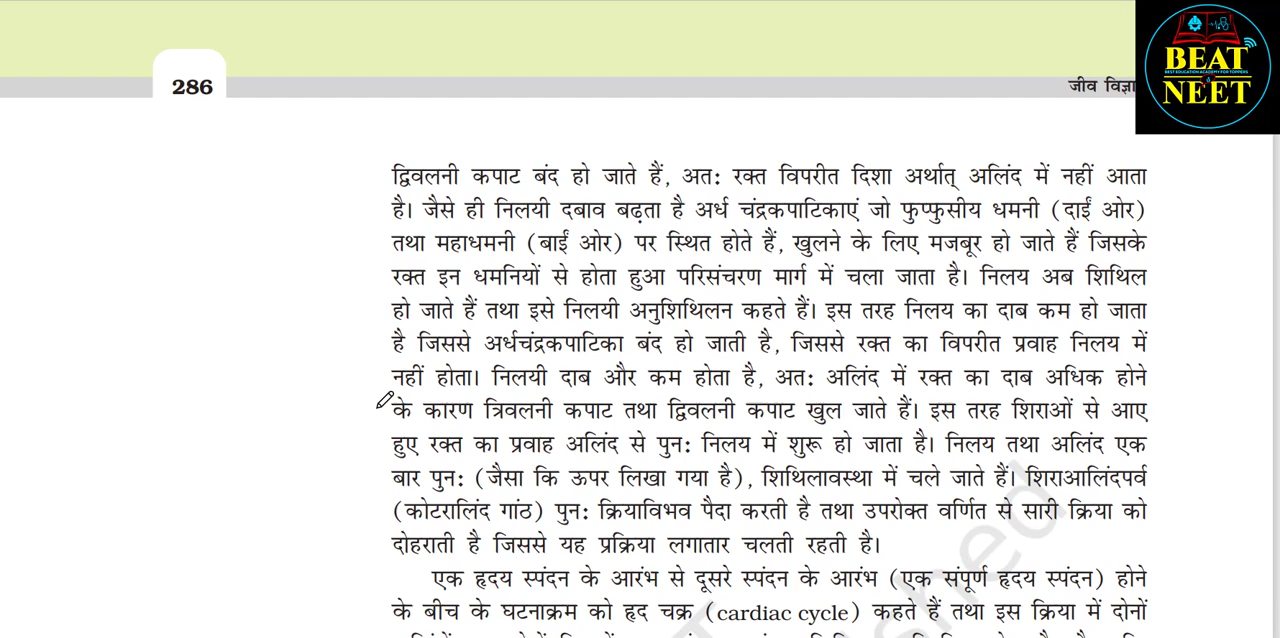 286
जीव विज्ञा
BEAT
BEST EDUCATION ACADEMY FOR TOPPERS
NEET
द्विवलनी कपाट बंद हो जाते हैं, अत: रक्त विपरीत दिशा अर्थात् अलिंद में नहीं आता
है। जैसे ही निलयी दबाव बढ़ता है अर्ध चंद्रकपाटिकाएं जो फुप्फुसीय धमनी (दाईं ओर)
तथा महाधमनी (बाईं ओर) पर स्थित होते हैं, खुलने के लिए मजबूर हो जाते हैं जिसके
रक्त इन धमनियों से होता हुआ परिसंचरण मार्ग में चला जाता है। निलय अब शिथिल
हो जाते हैं तथा इसे निलयी अनुशिथिलन कहते हैं। इस तरह निलय का दाब कम हो जाता
है जिससे अर्धचंद्रकपाटिका बंद हो जाती है, जिससे रक्त का विपरीत प्रवाह निलय में
नहीं होता। निलयी दाब और कम होता है, अत: अलिंद में रक्त का दाब अधिक होने
के कारण त्रिवलनी कपाट तथा द्विवलनी कपाट खुल जाते हैं। इस तरह शिराओं से आए
हुए रक्त का प्रवाह अलिंद से पुन: निलय में शुरू हो जाता है। निलय तथा अलिंद एक
बार पुन: (जैसा कि ऊपर लिखा गया है), शिथिलावस्था में चले जाते हैं। शिराआलिंदपर्व
(कोटरालिंद गांठ) पुन: क्रियाविभव पैदा करती है तथा उपरोक्त वर्णित से सारी क्रिया को
दोहराती है जिससे यह प्रक्रिया लगातार चलती रहती है।
एक हृदय स्पंदन के आरंभ से दूसरे स्पंदन के आरंभ (एक संपूर्ण हृदय स्पंदन) होने
के बीच के घटनाक्रम को हृद चक्र (cardiac cycle) कहते हैं तथा इस क्रिया में दोनों